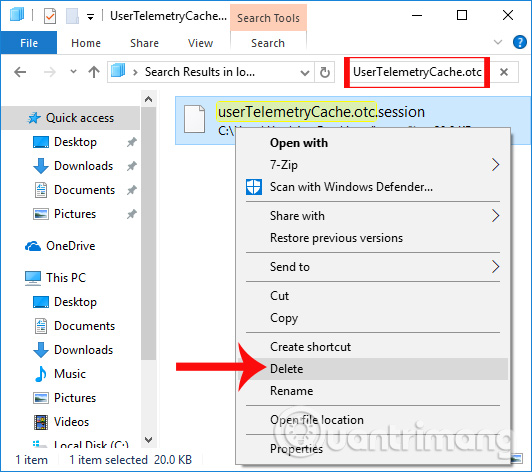 UserTelemetryCache....
Search Tools
File
Home
Share
View
Search
Search Results in lo...
UserTelemetryCache.otc
Quick access
Desktop
Downloads
Documents
Pictures
OneDrive
This PC
Desktop
Documents
Downloads
Music
Pictures
Videos
Local Disk (C:)
userTelemetryCache.otc.session
Open with
7-Zip
Scan with Windows Defender...
Share with
Restore previous versions
Send to
Cut
Copy
Create shortcut
Delete
Rename
Open file location
Properties
Quantrimang
1 item
1 item selected 20.0 KB